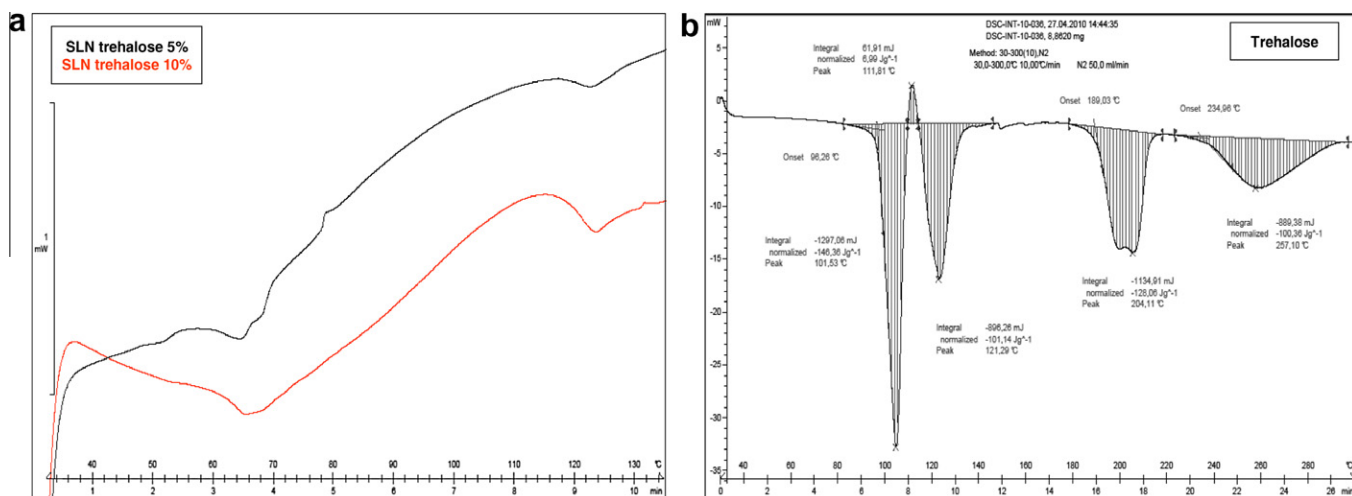 a
SLN trehalose 5%
SLN trehalose 10%
1
mW
40 50 60 70 80 90 100 110 120 130 °C
1 2 3 4 5 6 7 8 9 10 min
b
mW
DSC-INT-10-036, 27.04.2010 14:44:35
DSC-INT-10-036, 8,8620 mg
Method: 30-300(10),N2
30,0-300,0°C 10,00°C/min N2 50,0 ml/min
Trehalose
Integral 61,91 mJ
normalized 6,99 Jg^-1
Peak 111,81 °C
Onset 189,03 °C
Onset 234,96 °C
Onset 96,26 °C
Integral -1297,06 mJ
normalized -146,36 Jg^-1
Peak 101,53 °C
Integral -896,26 mJ
normalized -101,14 Jg^-1
Peak 121,29 °C
Integral -1134,91 mJ
normalized -128,06 Jg^-1
Peak 204,11 °C
Integral -889,38 mJ
normalized -100,36 Jg^-1
Peak 257,10 °C
5
0
-5
-10
-15
-20
-25
-30
-35
40 60 80 100 120 140 160 180 200 220 240 260 280 °C
0 2 4 6 8 10 12 14 16 18 20 22 24 26 min